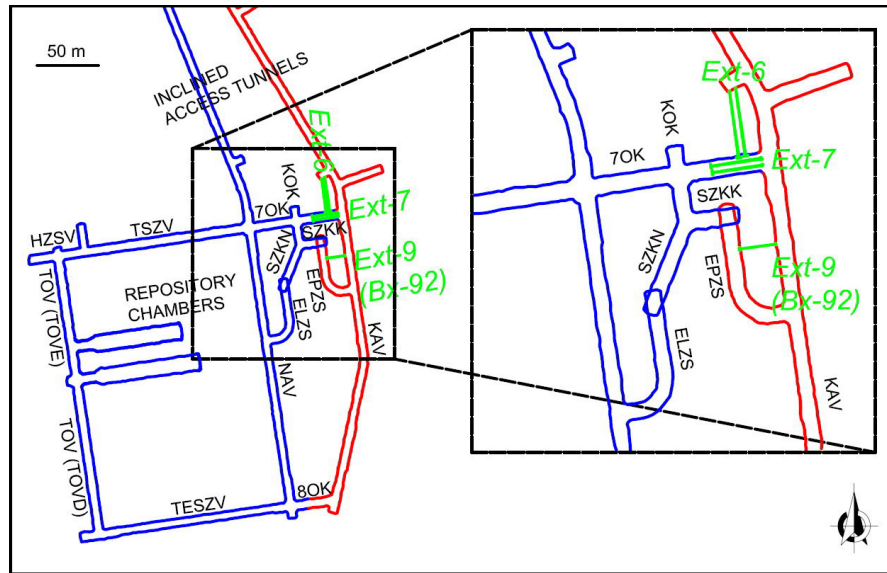 50 m
INCLINED
ACCESS TUNNELS
Ext-6
KOK
7OK
Ext-7
SZKK
HZSV
TSZV
SZKN
EPZS
Ext-9
(Bx-92)
REPOSITORY
CHAMBERS
ELZS
TOV (TOVE)
NAV
KAV
TOV (TOVD)
TESZV
8OK
Ext-6
KOK
7OK
Ext-7
SZKK
SZKN
EPZS
Ext-9
(Bx-92)
ELZS
KAV